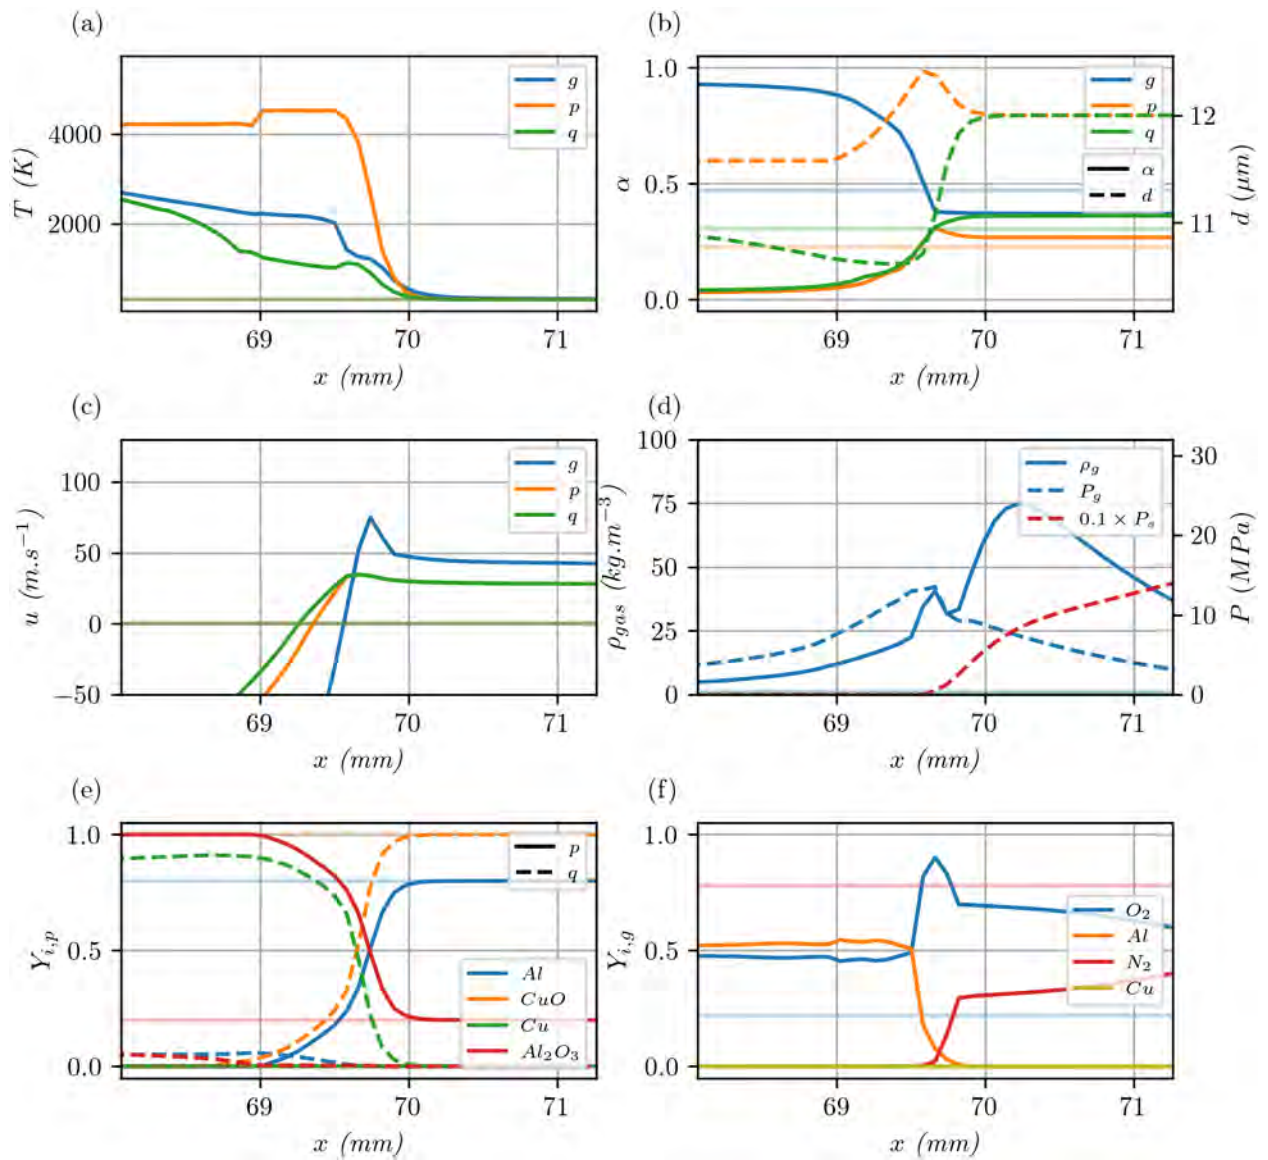 (a)
T (K)
4000
2000
g
p
q
69
70
71
x (mm)
(b)
α
1.0
0.5
0.0
g
p
q
α
d
12
11
d (μm)
69
70
71
x (mm)
(c)
u (m.s⁻¹)
100
50
0
−50
g
p
q
69
70
71
x (mm)
(d)
ρgas (kg.m⁻³)
100
75
50
25
0
ρg
Pg
0.1 × Ps
30
20
10
0
P (MPa)
69
70
71
x (mm)
(e)
Yi,p
1.0
0.5
0.0
p
q
Al
CuO
Cu
Al₂O₃
69
70
71
x (mm)
(f)
Yi,g
1.0
0.5
0.0
O₂
Al
N₂
Cu
69
70
71
x (mm)